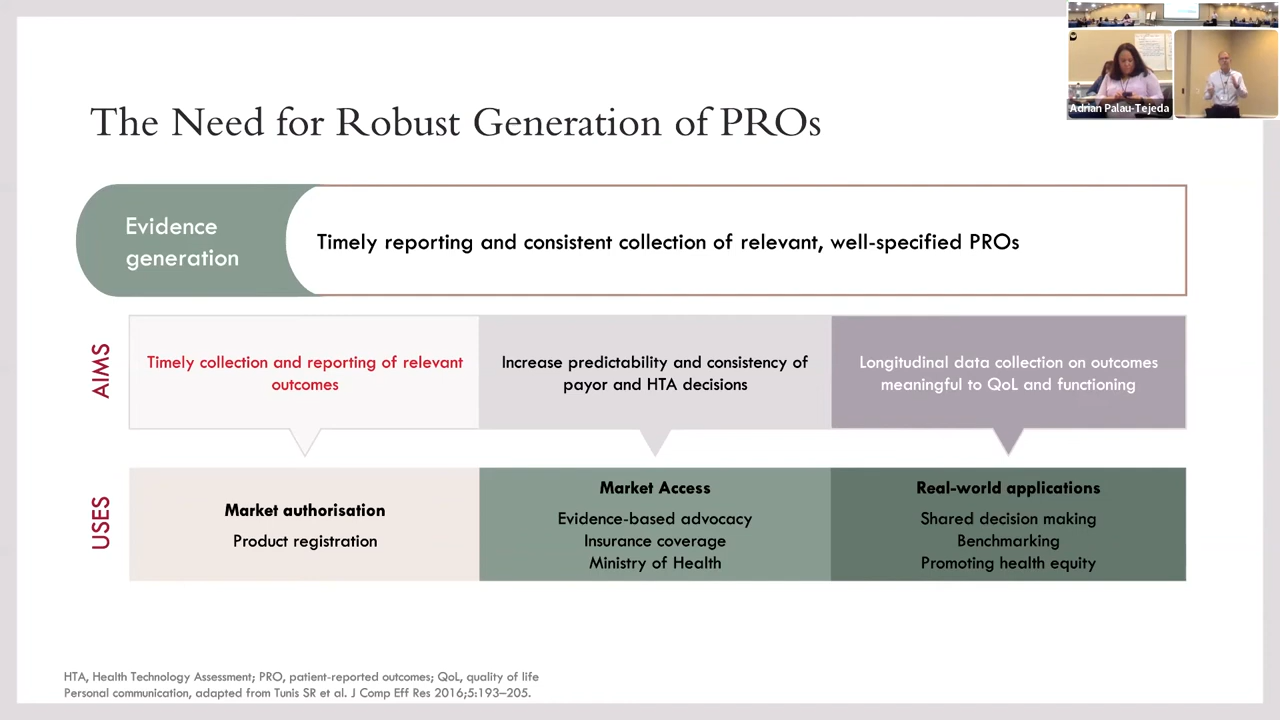 Adrian Palau-Tejeda
The Need for Robust Generation of PROs
Evidence
generation
Timely reporting and consistent collection of relevant, well-specified PROs
AIMS
Timely collection and reporting of relevant
outcomes
Increase predictability and consistency of
payor and HTA decisions
Longitudinal data collection on outcomes
meaningful to QoL and functioning
USES
Market authorisation
Product registration
Market Access
Evidence-based advocacy
Insurance coverage
Ministry of Health
Real-world applications
Shared decision making
Benchmarking
Promoting health equity
HTA, Health Technology Assessment; PRO, patient-reported outcomes; QoL, quality of life
Personal communication, adapted from Tunis SR et al. J Comp Eff Res 2016;5:193–205.